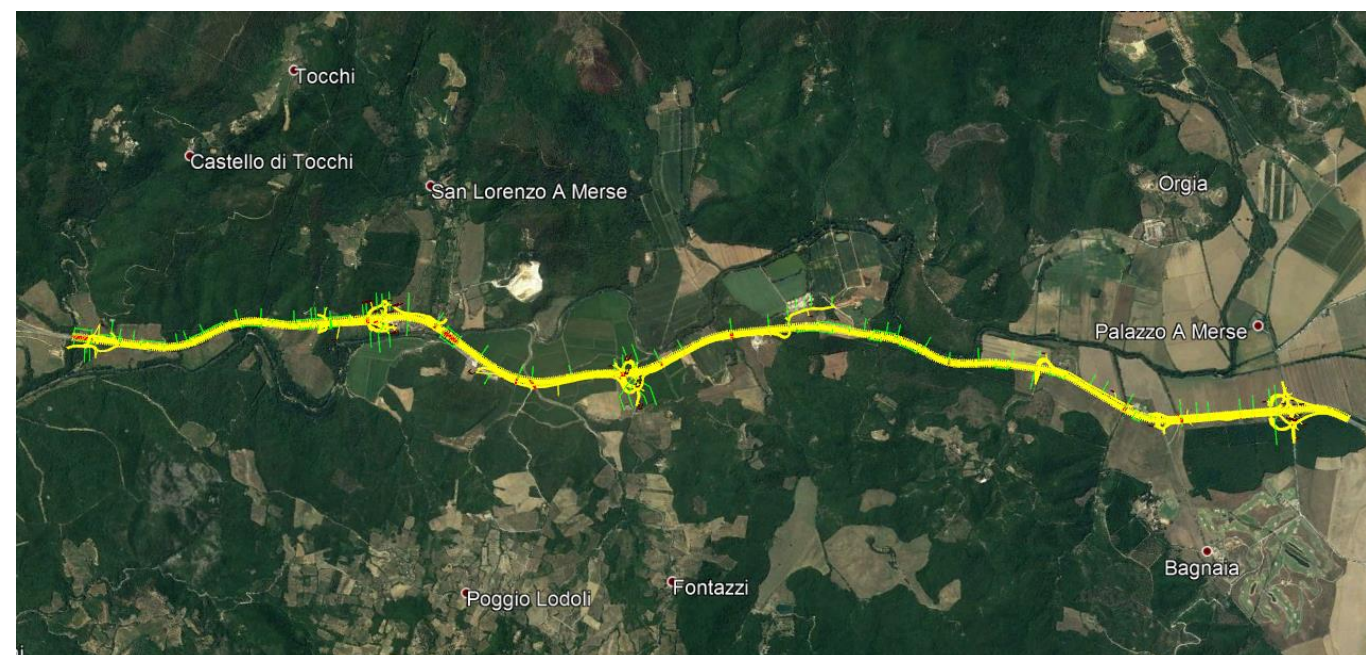 Tocchi
Castello di Tocchi
San Lorenzo A Merse
Orgia
Palazzo A Merse
Bagnaia
Fontazzi
Poggio Lodoli